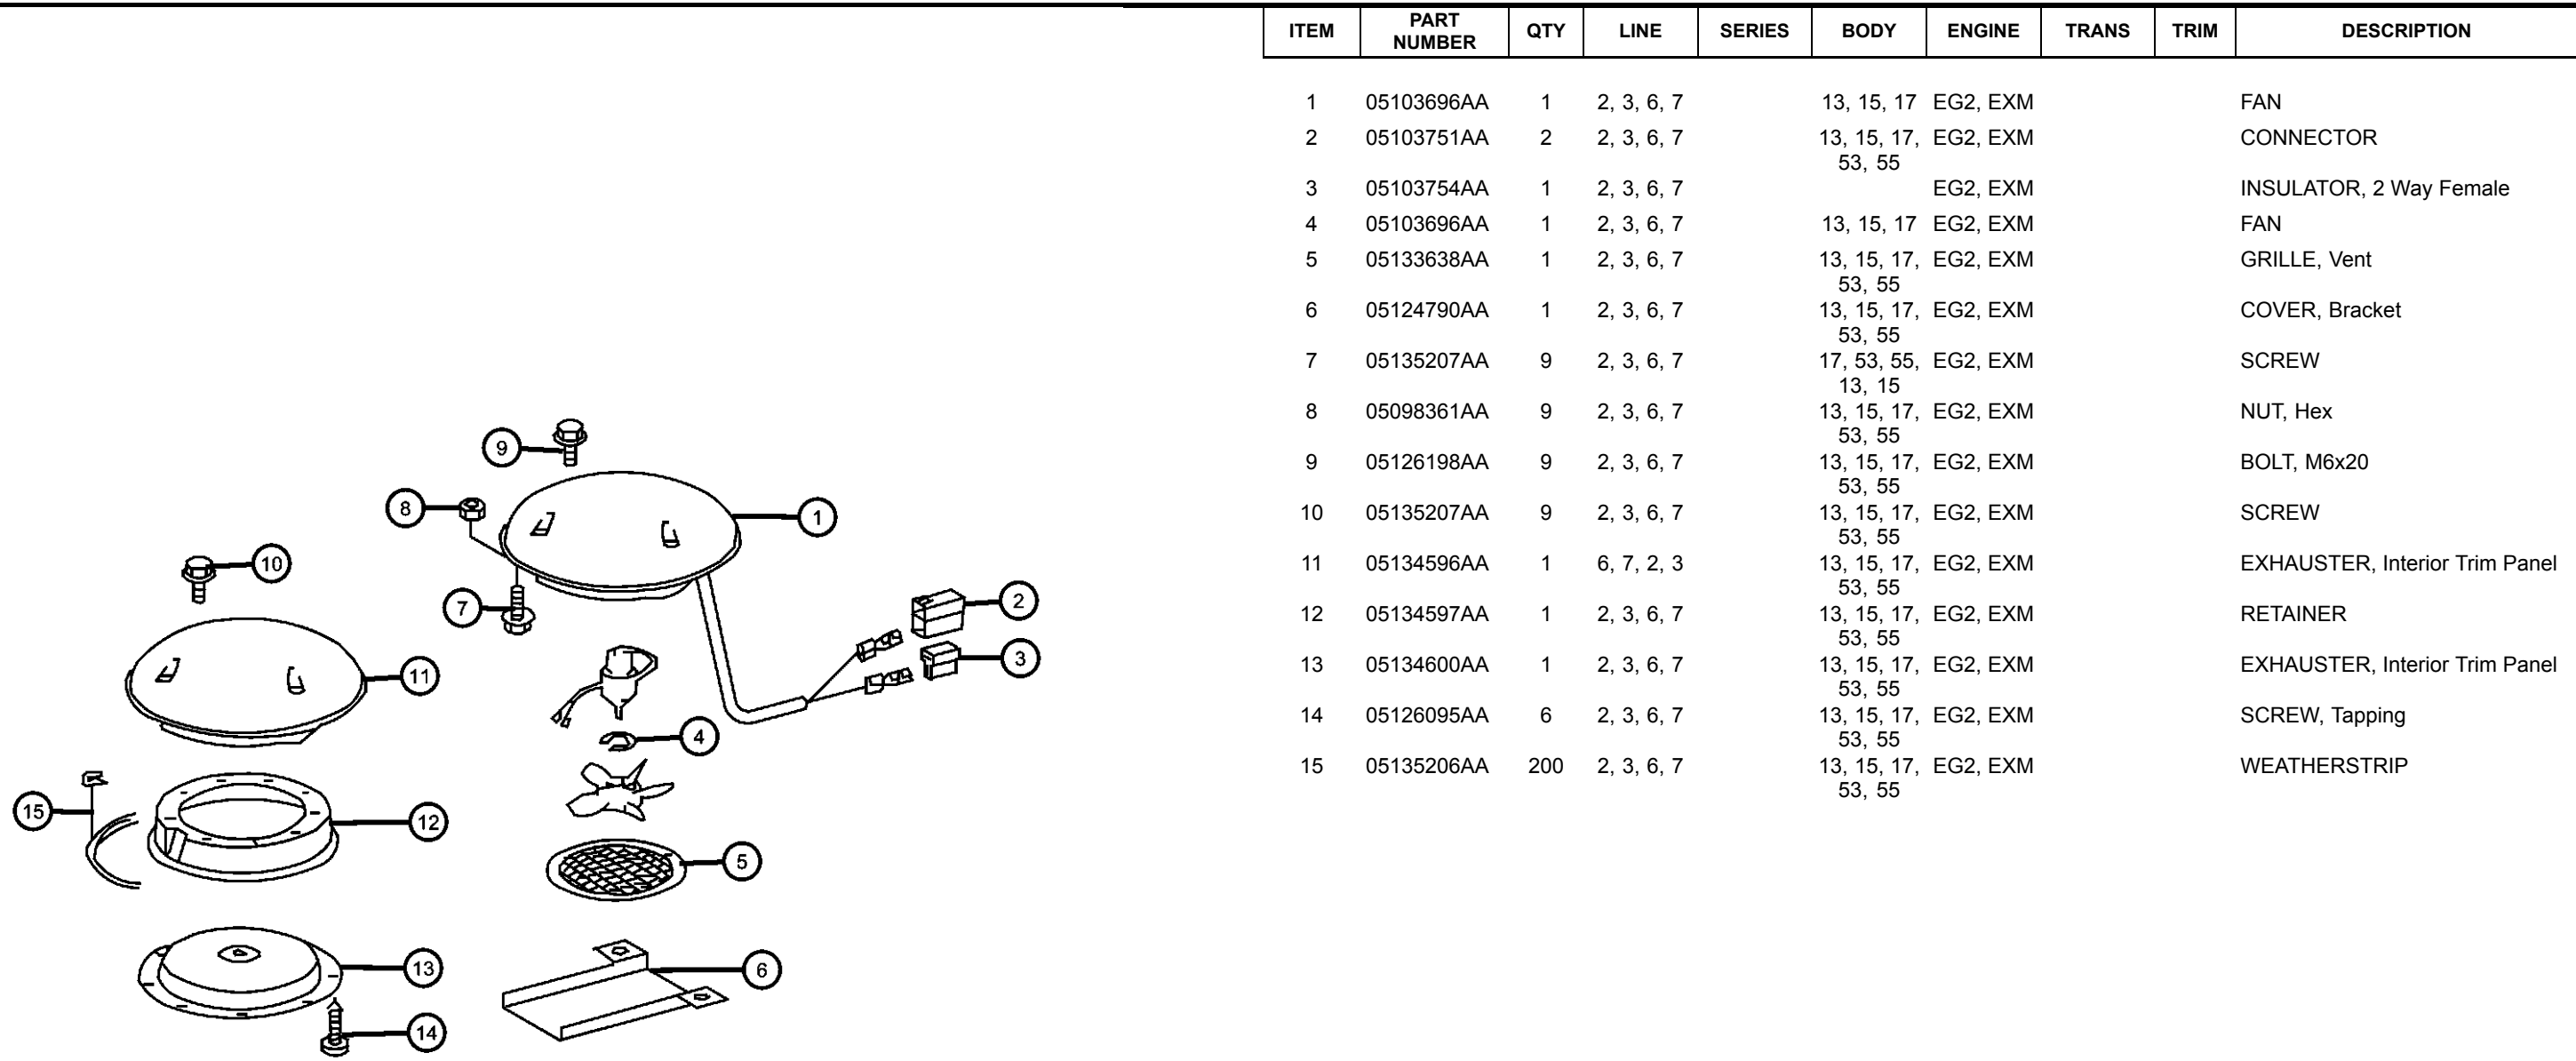 ITEM PART NUMBER QTY LINE SERIES BODY ENGINE TRANS TRIM DESCRIPTION
1 05103696AA 1 2, 3, 6, 7 13, 15, 17 EG2, EXM FAN
2 05103751AA 2 2, 3, 6, 7 13, 15, 17, EG2, EXM CONNECTOR
53, 55
3 05103754AA 1 2, 3, 6, 7 EG2, EXM INSULATOR, 2 Way Female
4 05103696AA 1 2, 3, 6, 7 13, 15, 17 EG2, EXM FAN
5 05133638AA 1 2, 3, 6, 7 13, 15, 17, EG2, EXM GRILLE, Vent
53, 55
6 05124790AA 1 2, 3, 6, 7 13, 15, 17, EG2, EXM COVER, Bracket
53, 55
7 05135207AA 9 2, 3, 6, 7 17, 53, 55, EG2, EXM SCREW
13, 15
8 05098361AA 9 2, 3, 6, 7 13, 15, 17, EG2, EXM NUT, Hex
53, 55
9 05126198AA 9 2, 3, 6, 7 13, 15, 17, EG2, EXM BOLT, M6x20
53, 55
10 05135207AA 9 2, 3, 6, 7 13, 15, 17, EG2, EXM SCREW
53, 55
11 05134596AA 1 6, 7, 2, 3 13, 15, 17, EG2, EXM EXHAUSTER, Interior Trim Panel
53, 55
12 05134597AA 1 2, 3, 6, 7 13, 15, 17, EG2, EXM RETAINER
53, 55
13 05134600AA 1 2, 3, 6, 7 13, 15, 17, EG2, EXM EXHAUSTER, Interior Trim Panel
53, 55
14 05126095AA 6 2, 3, 6, 7 13, 15, 17, EG2, EXM SCREW, Tapping
53, 55
15 05135206AA 200 2, 3, 6, 7 13, 15, 17, EG2, EXM WEATHERSTRIP
53, 55
9
8
1
10
7
2
3
11
4
15
12
5
13
6
14